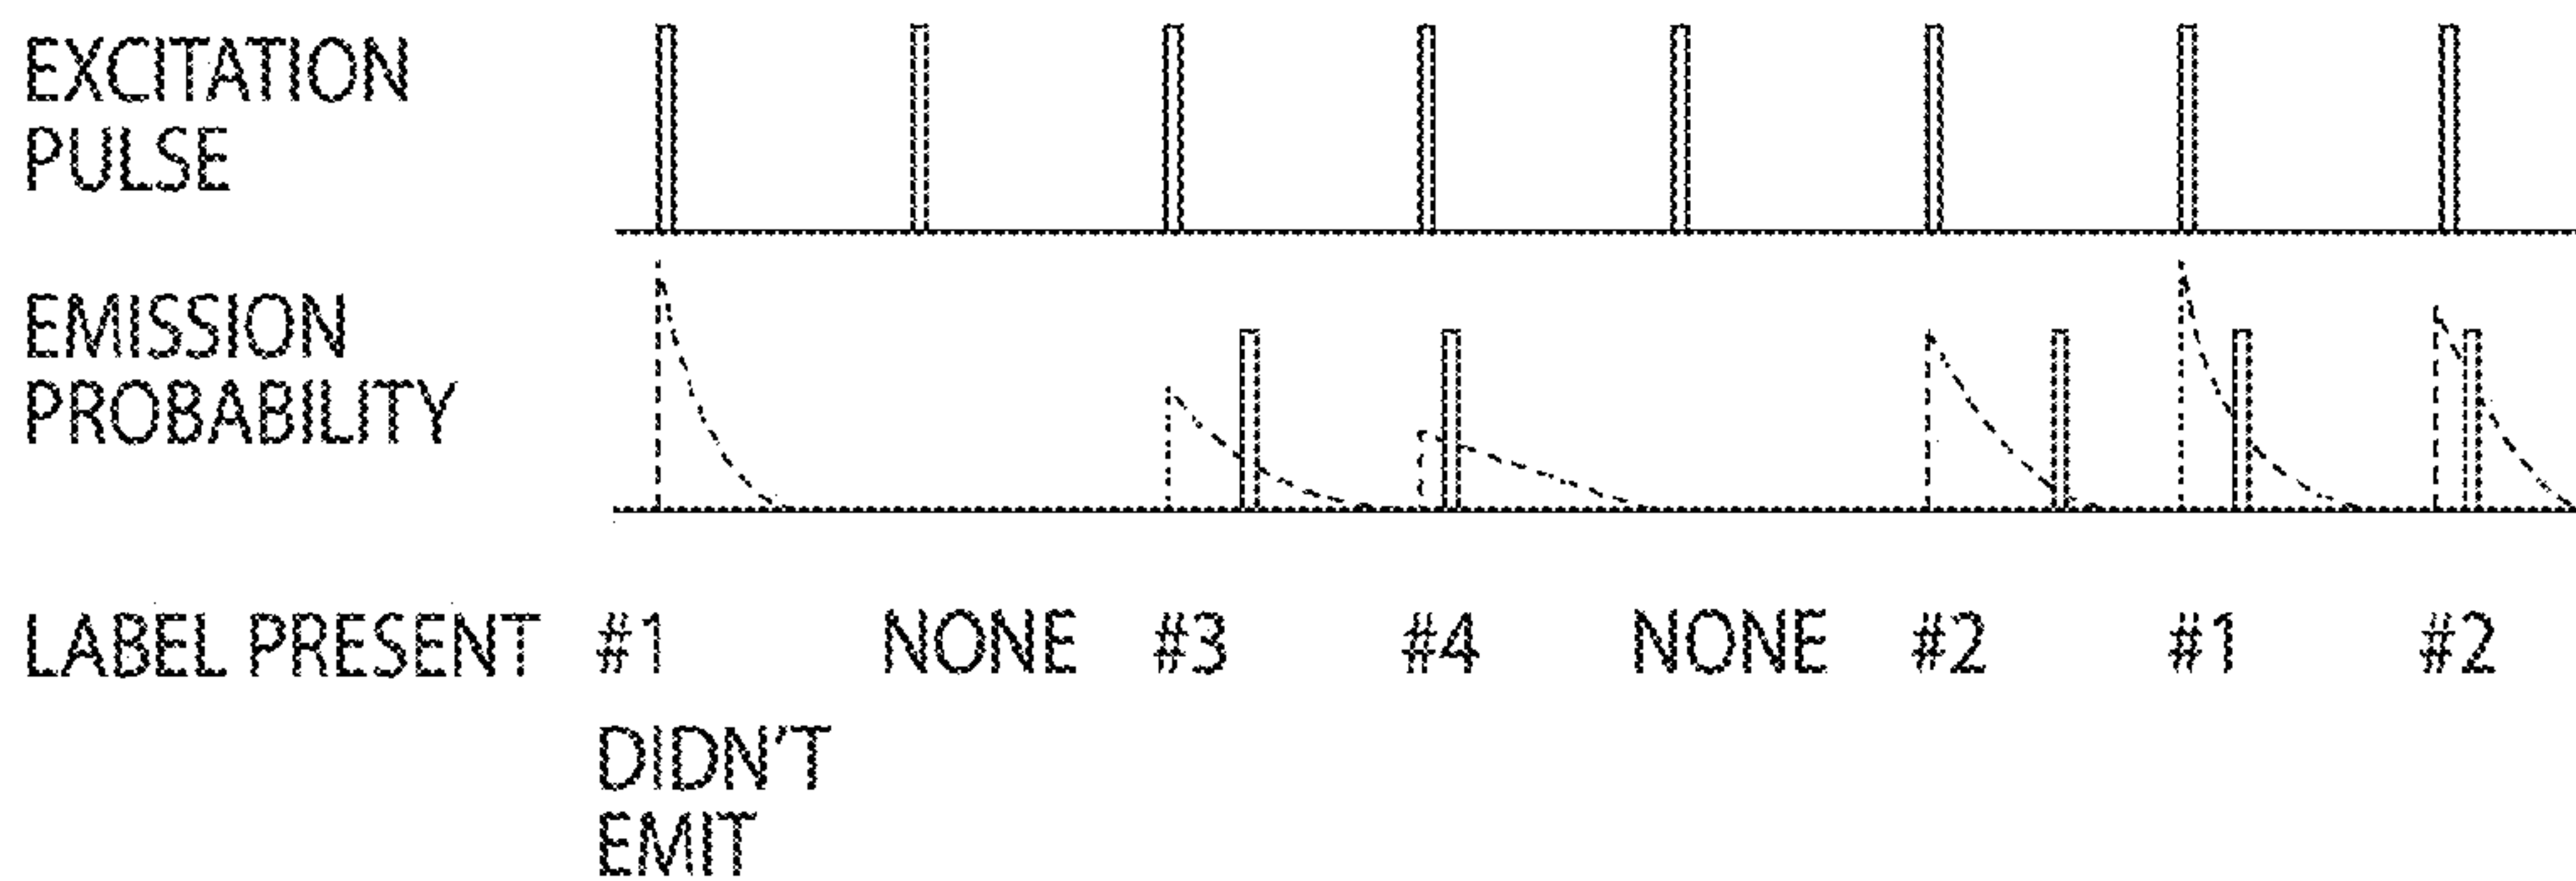 EXCITATION
PULSE
EMISSION
PROBABILITY
LABEL PRESENT #1 NONE #3 #4 NONE #2 #1 #2
DIDN'T
EMIT